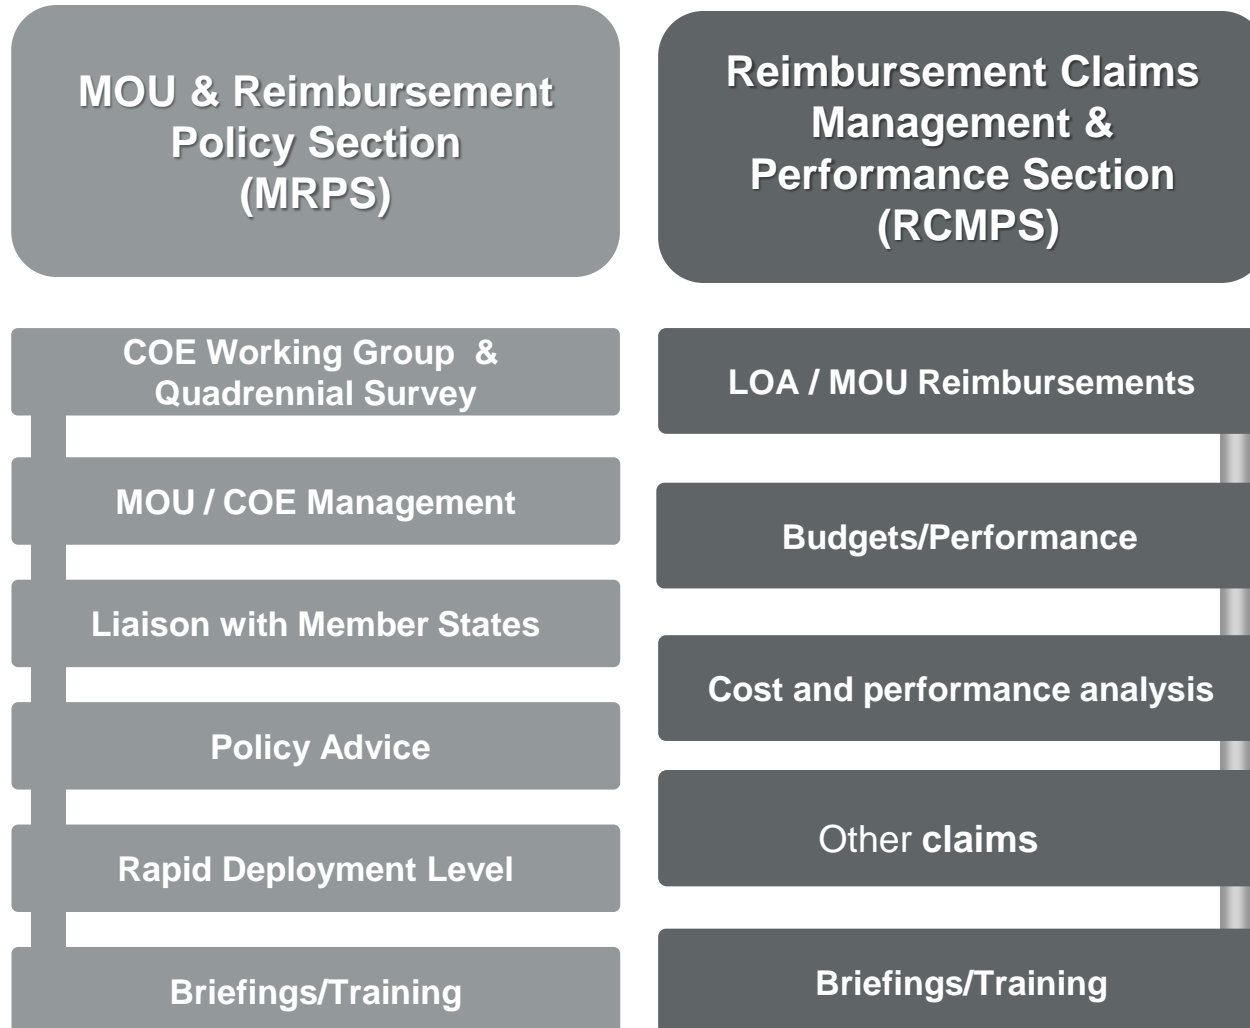 MOU & Reimbursement
Policy Section
(MRPS)
COE Working Group  &
Quadrennial Survey
MOU / COE Management
Liaison with Member States
Policy Advice
Rapid Deployment Level
Briefings/Training
Reimbursement Claims
Management &
Performance Section
(RCMPS)
LOA / MOU Reimbursements
Budgets/Performance
Cost and performance analysis
Other claims
Briefings/Training